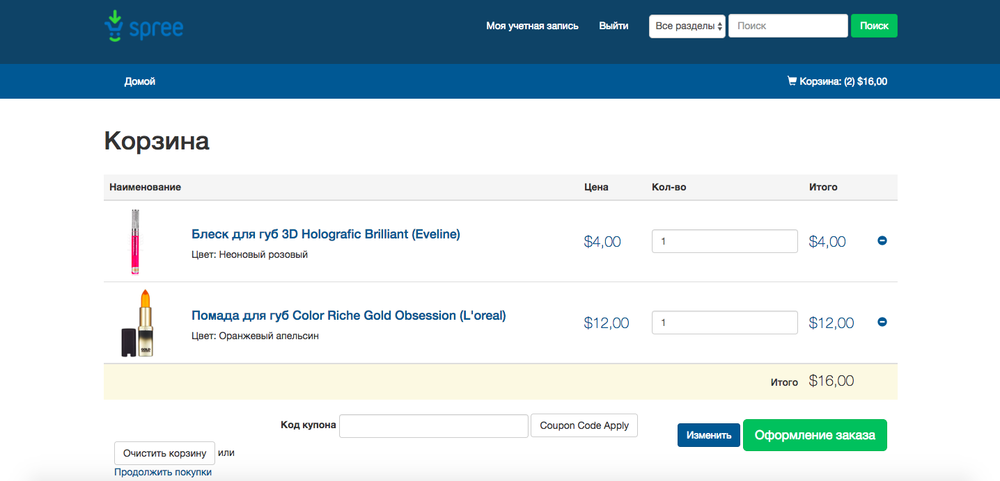 spree
Моя учетная запись Выйти Все разделы Поиск Поиск
Домой Корзина: (2) $16,00
Корзина
Наименование Цена Кол-во Итого
Блеск для губ 3D Holografic Brilliant (Eveline)
$4,00 1 $4,00
Цвет: Неоновый розовый
Помада для губ Color Riche Gold Obsession (L'oreal)
$12,00 1 $12,00
Цвет: Оранжевый апельсин
GOLD
Итого $16,00
Код купона Coupon Code Apply
Изменить Оформление заказа
Очистить корзину или
Продолжить покупки